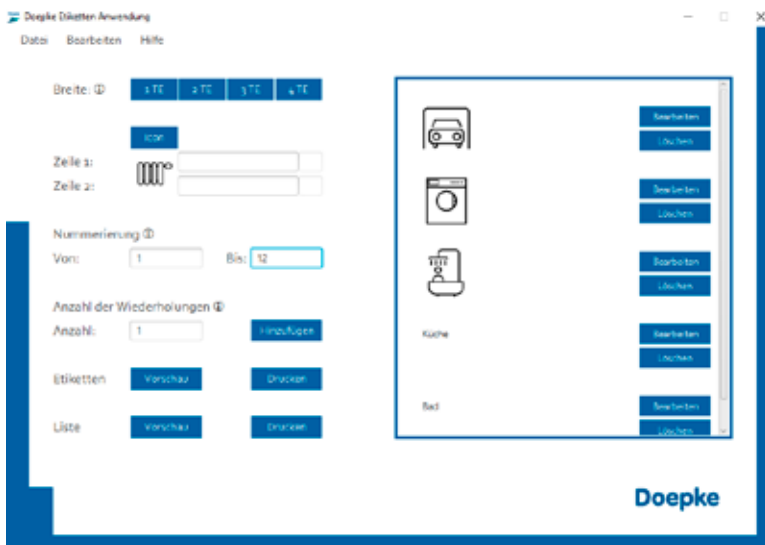 Doepke Etiketten Anwendung
Datei Bearbeiten Hilfe
Breite: 1 TE 2 TE 3 TE 4 TE
Icon
Zeile 1:
Zeile 2:
Nummerierung
Von: 1 Bis: 12
Anzahl der Wiederholungen
Anzahl: 1 Hinzufügen
Etiketten Vorschau Drucken
Liste Vorschau Drucken
Bearbeiten
Löschen
Bearbeiten
Löschen
Bearbeiten
Löschen
Küche Bearbeiten
Löschen
Bad Bearbeiten
Löschen
Doepke